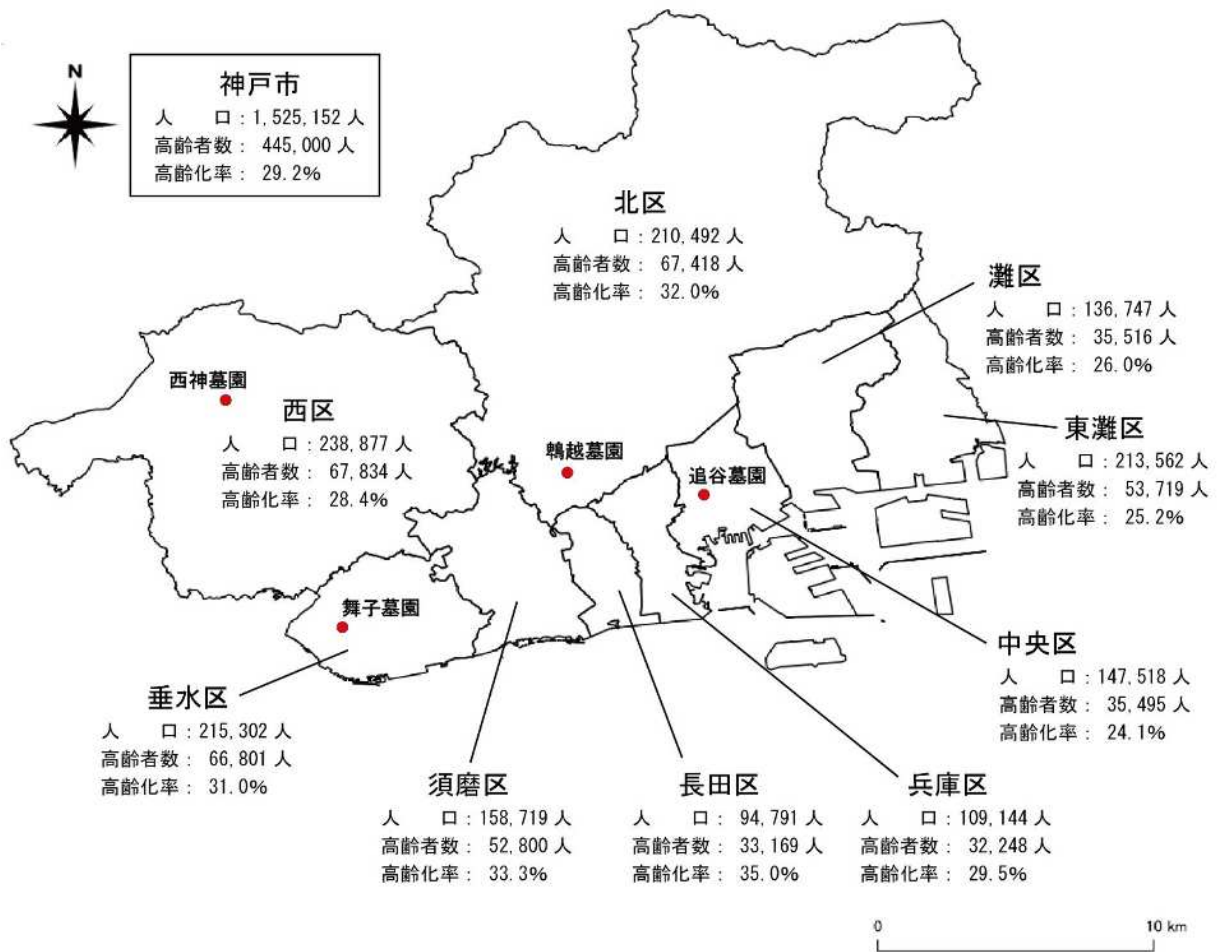 N
神戸市
人　　口：1,525,152 人
高齢者数： 445,000 人
高齢化率： 29.2%
北区
人　　口：210,492 人
高齢者数： 67,418 人
高齢化率： 32.0%
灘区
人　　口：136,747 人
高齢者数： 35,516 人
高齢化率： 26.0%
西神墓園
西区
人　　口：238,877 人
高齢者数： 67,834 人
高齢化率： 28.4%
鵯越墓園
追谷墓園
東灘区
人　　口：213,562 人
高齢者数： 53,719 人
高齢化率： 25.2%
舞子墓園
中央区
人　　口：147,518 人
高齢者数： 35,495 人
高齢化率： 24.1%
垂水区
人　　口：215,302 人
高齢者数： 66,801 人
高齢化率： 31.0%
須磨区
人　　口：158,719 人
高齢者数： 52,800 人
高齢化率： 33.3%
長田区
人　　口： 94,791 人
高齢者数： 33,169 人
高齢化率： 35.0%
兵庫区
人　　口：109,144 人
高齢者数： 32,248 人
高齢化率： 29.5%
0 10 km